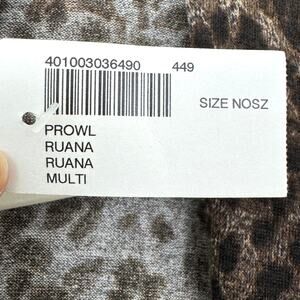 401003036490 449
SIZE NOSZ
PROWL
RUANA
RUANA
MULTI